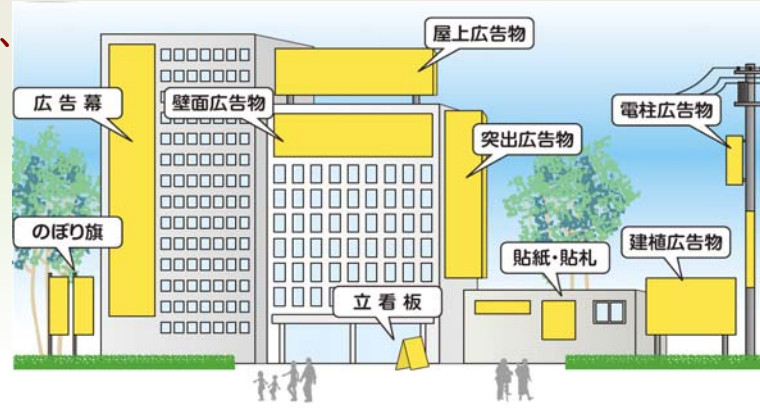 、
屋上広告物
広告幕
壁面広告物
電柱広告物
突出広告物
のぼり旗
貼紙・貼札
建植広告物
立看板